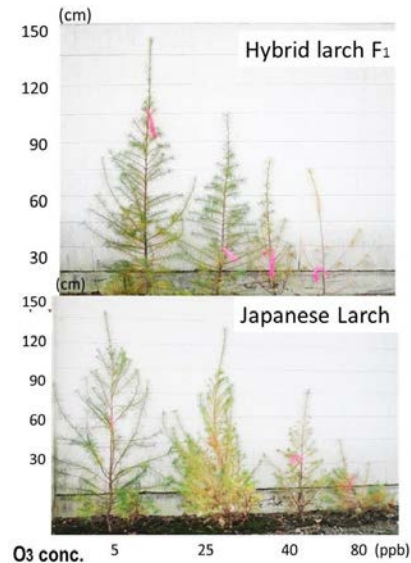 (cm)
150
Hybrid larch F₁
120
90
60
30
(cm)
150
Japanese Larch
120
90
60
30
O₃ conc. 5 25 40 80 (ppb)